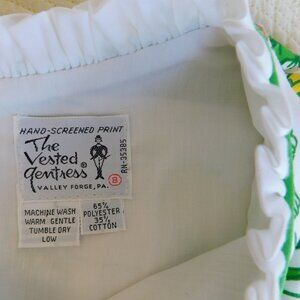 HAND-SCREENED PRINT
The
Vested
Gentress®
VALLEY FORGE, PA.
RN-35385
8
MACHINE WASH
WARM GENTLE
TUMBLE DRY
LOW
65%
POLYESTER
35%
COTTON